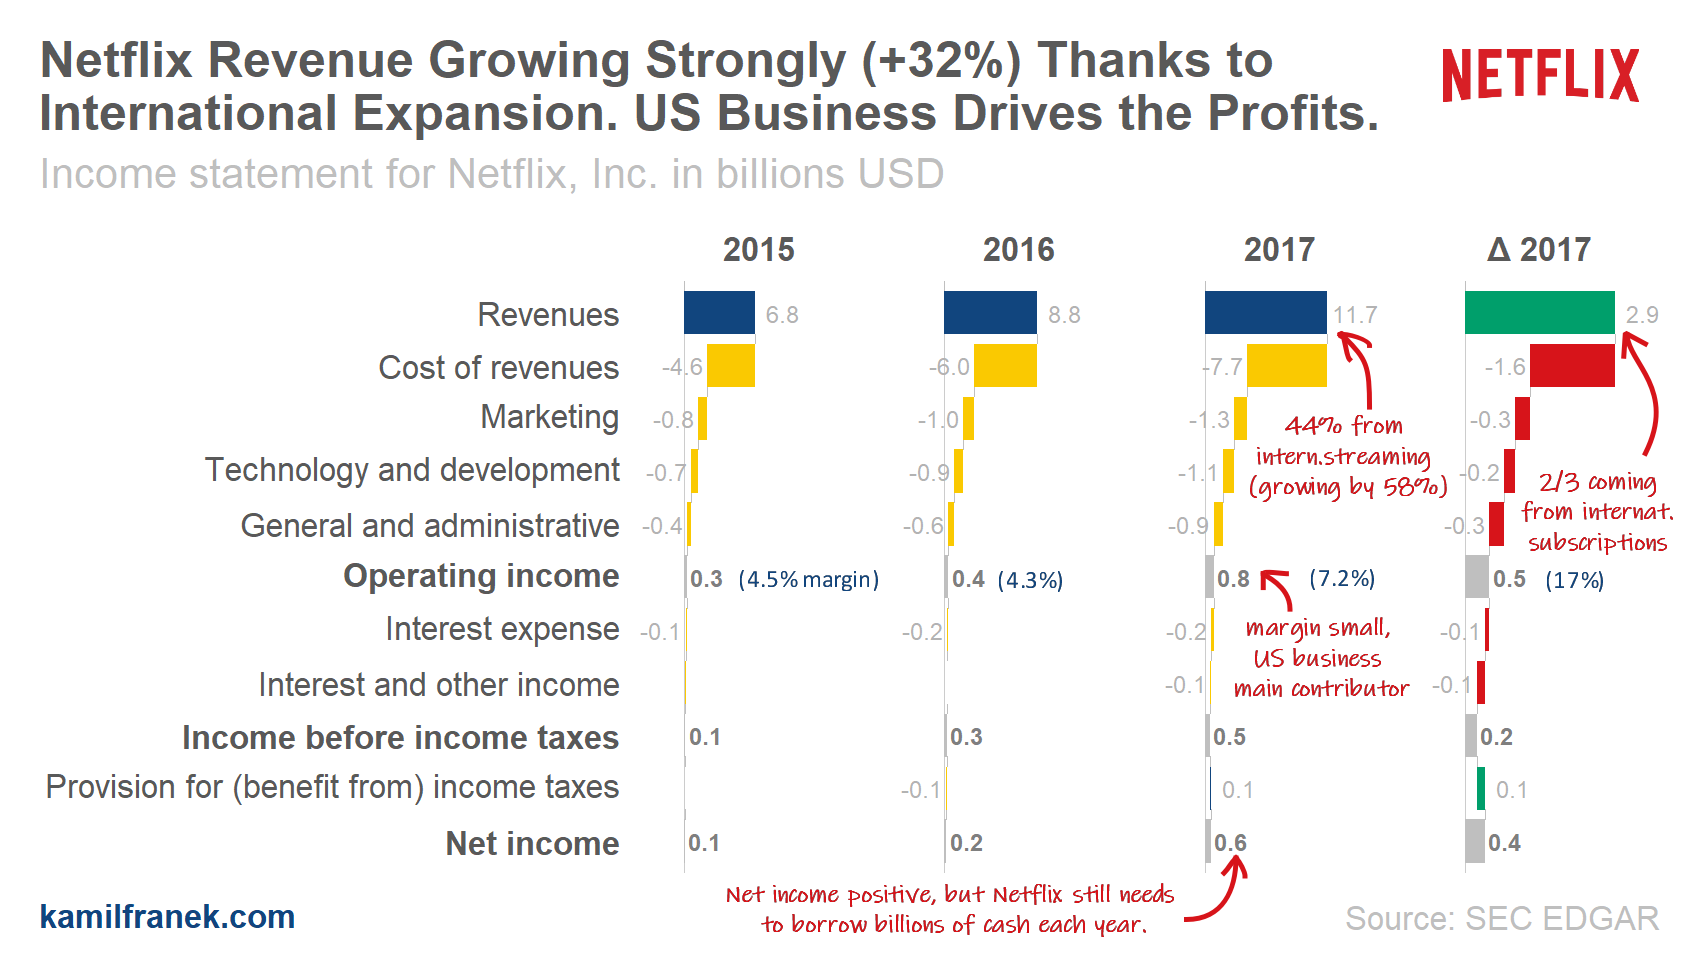 Netflix Revenue Growing Strongly (+32%) Thanks to
International Expansion. US Business Drives the Profits.
NETFLIX
Income statement for Netflix, Inc. in billions USD
2015 2016 2017 Δ 2017
Revenues 6.8 8.8 11.7 2.9
Cost of revenues -4.6 -6.0 -7.7 -1.6
Marketing -0.8 -1.0 -1.3 -0.3
44% from
intern.streaming
(growing by 58%)
Technology and development -0.7 -0.9 -1.1 -0.2
2/3 coming
from internat.
subscriptions
General and administrative -0.4 -0.6 -0.9 -0.3
Operating income 0.3 (4.5% margin) 0.4 (4.3%) 0.8 (7.2%) 0.5 (17%)
Interest expense -0.1 -0.2 -0.2 -0.1
margin small,
US business
main contributor
Interest and other income -0.1 -0.1
Income before income taxes 0.1 0.3 0.5 0.2
Provision for (benefit from) income taxes -0.1 0.1 0.1
Net income 0.1 0.2 0.6 0.4
Net income positive, but Netflix still needs
to borrow billions of cash each year.
kamilfranek.com
Source: SEC EDGAR